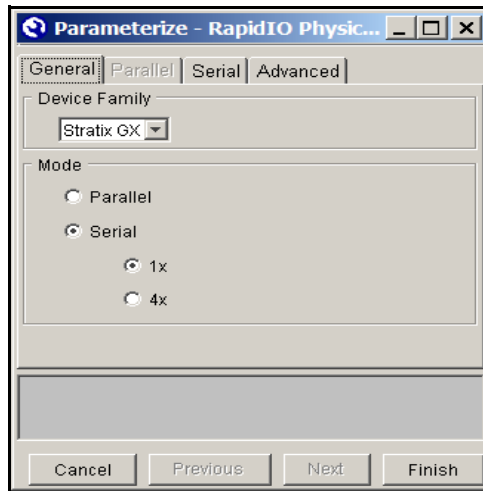 Parameterize - RapidIO Physic...
General Parallel Serial Advanced
Device Family
Stratix GX
Mode
Parallel
Serial
1x
4x
Cancel Previous Next Finish